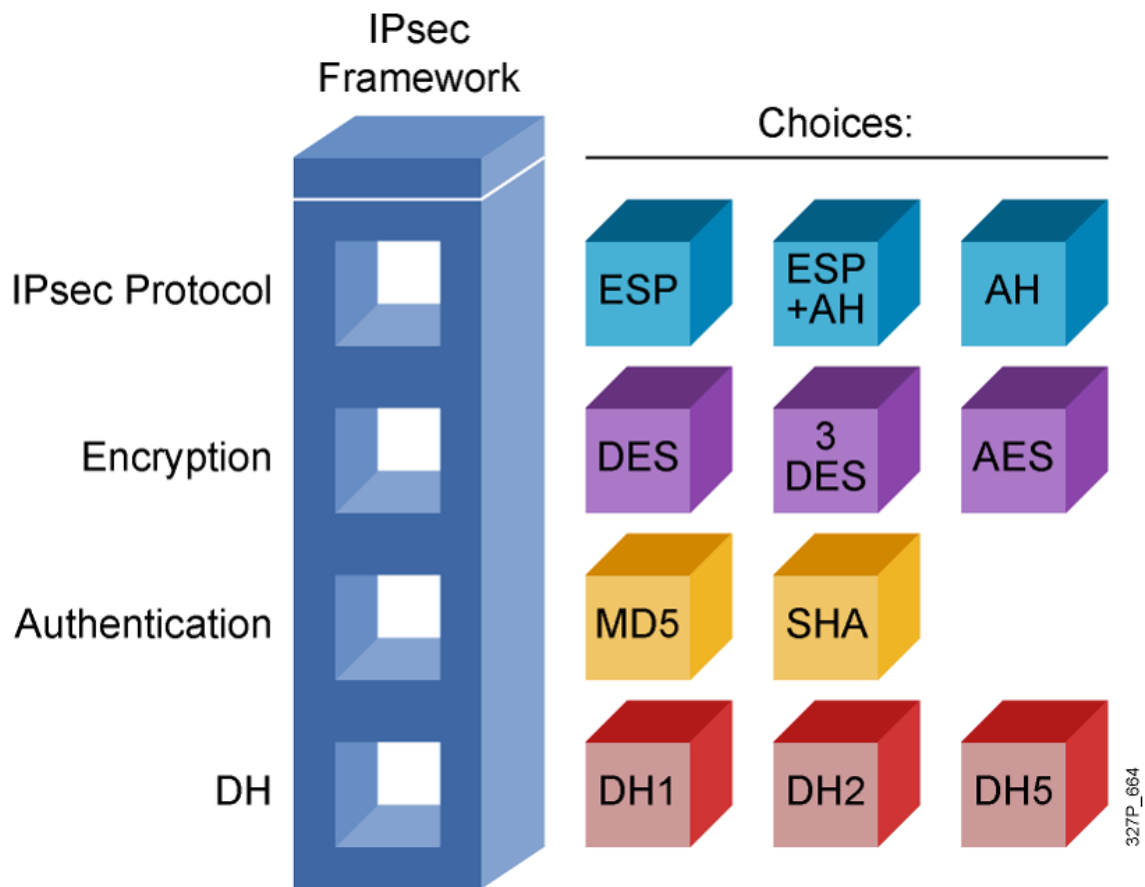 IPsec
Framework
Choices:
IPsec Protocol
ESP
ESP
+AH
AH
Encryption
DES
3
DES
AES
Authentication
MD5
SHA
DH
DH1
DH2
DH5
327P_664